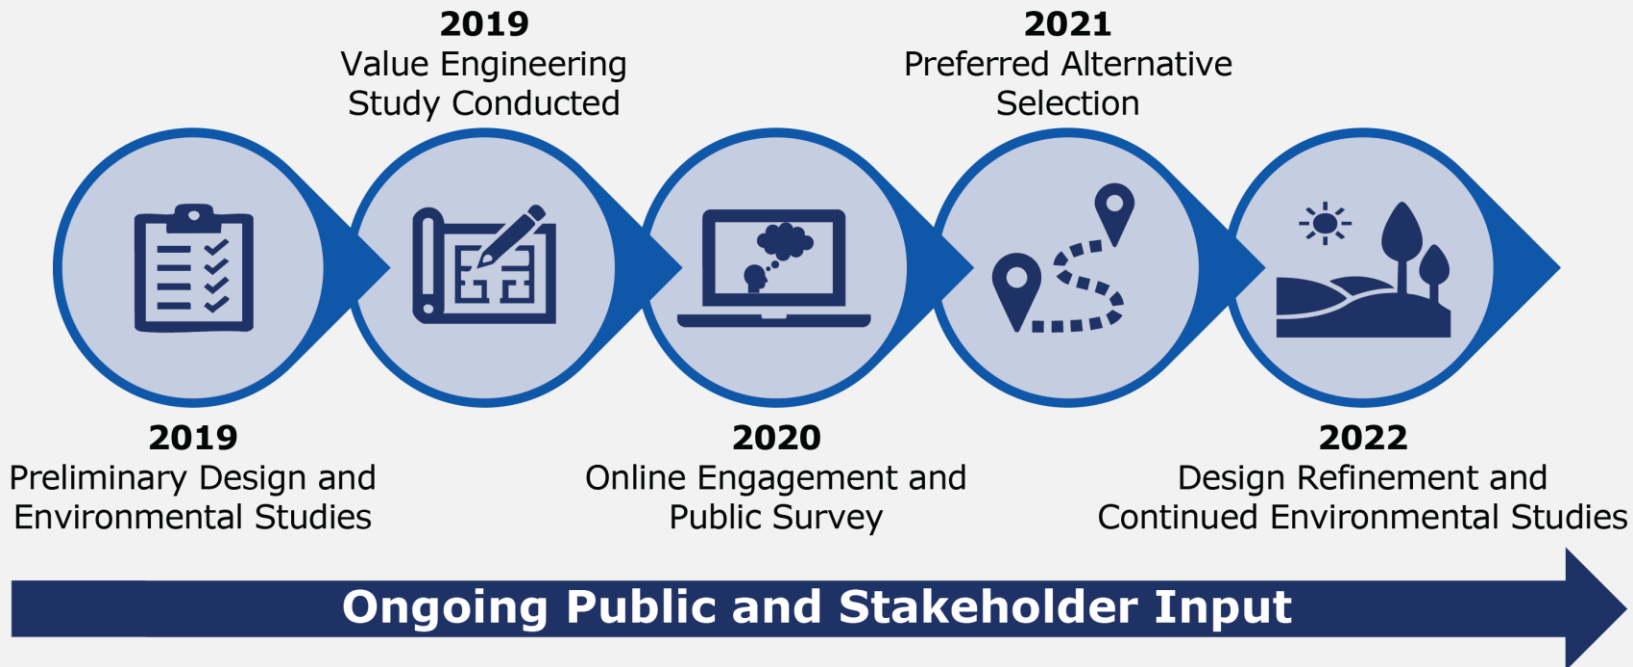 2019
Preliminary Design and
Environmental Studies
2019
Value Engineering
Study Conducted
2020
Online Engagement and
Public Survey
2021
Preferred Alternative
Selection
2022
Design Refinement and
Continued Environmental Studies
Ongoing Public and Stakeholder Input